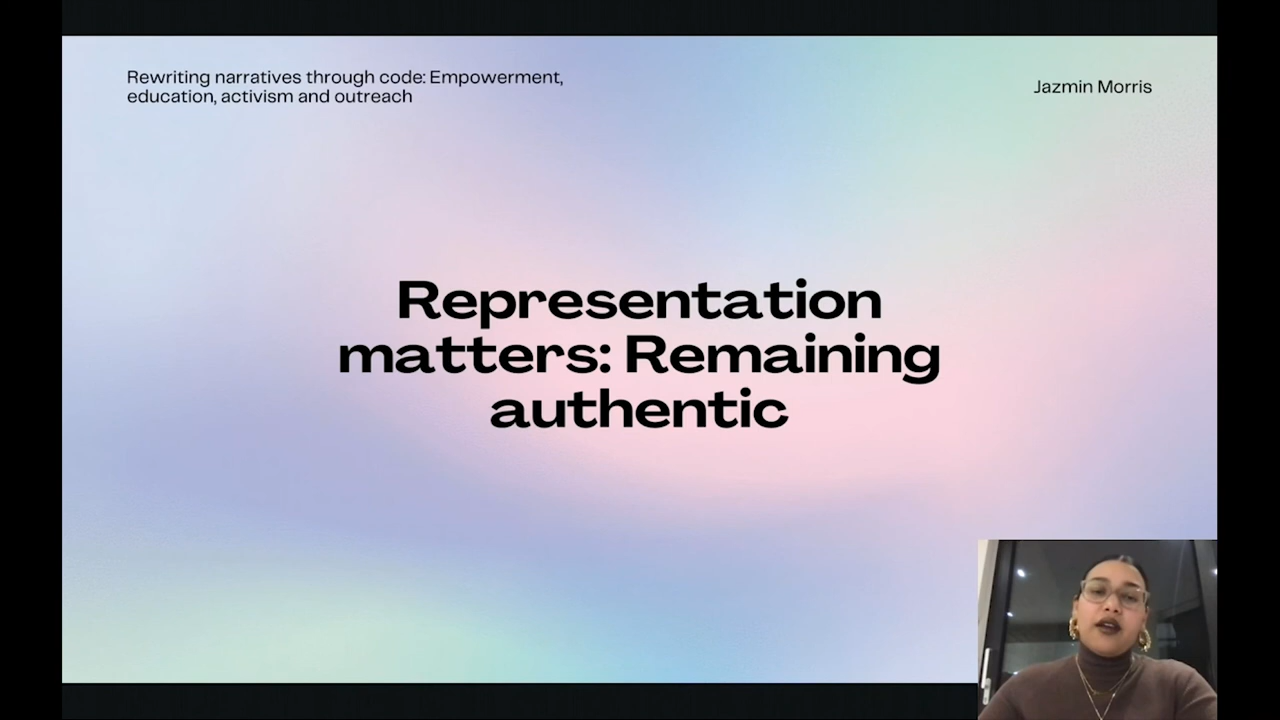 Rewriting narratives through code: Empowerment,
education, activism and outreach
Jazmin Morris
Representation
matters: Remaining
authentic